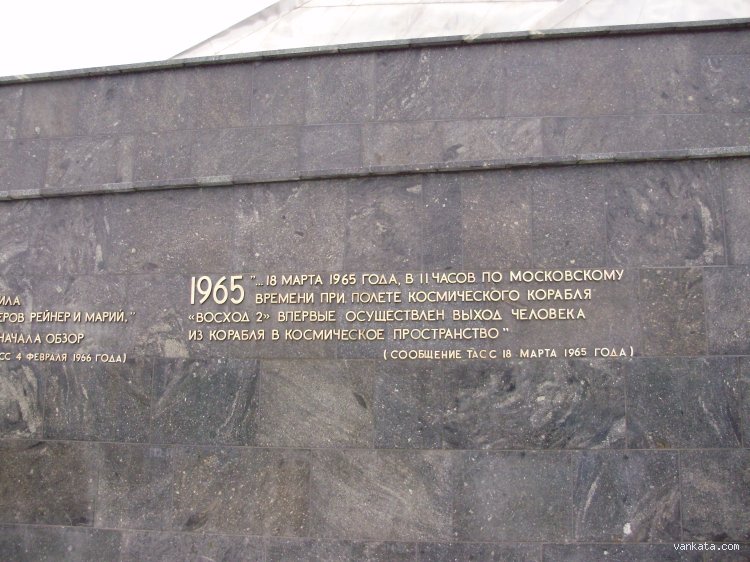 ИЛА
ЕРОВ РЕЙНЕР И МАРИЙ,"
НАЧАЛА ОБЗОР
СС 4 ФЕВРАЛЯ 1966 ГОДА)
1965 "... 18 МАРТА 1965 ГОДА, В 11 ЧАСОВ ПО МОСКОВСКОМУ
ВРЕМЕНИ ПРИ ПОЛЕТЕ КОСМИЧЕСКОГО КОРАБЛЯ
«ВОСХОД 2» ВПЕРВЫЕ ОСУЩЕСТВЛЕН ВЫХОД ЧЕЛОВЕКА
ИЗ КОРАБЛЯ В КОСМИЧЕСКОЕ ПРОСТРАНСТВО"
(СООБЩЕНИЕ ТАСС 18 МАРТА 1965 ГОДА)
vankata.com